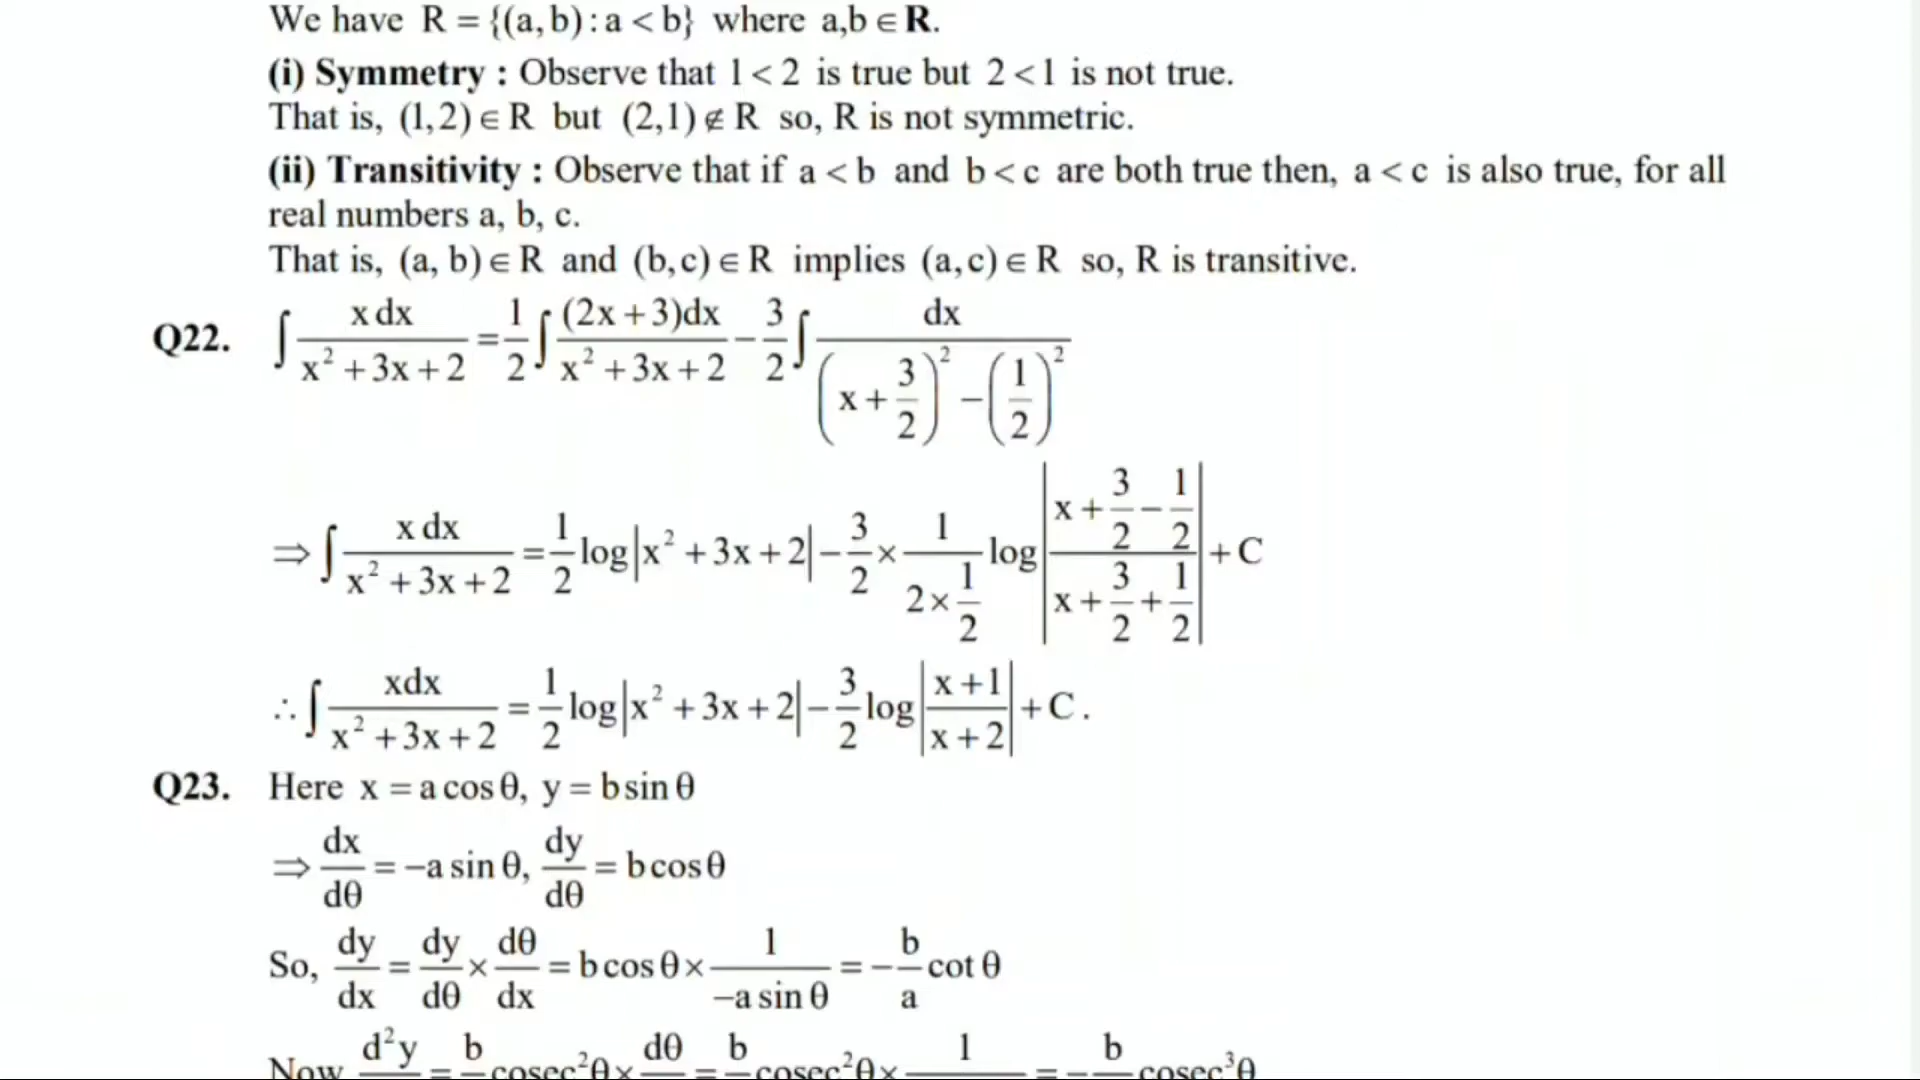 We have R = {(a, b) : a < b} where a,b ∈ R.
(i) Symmetry : Observe that 1 < 2 is true but 2 < 1 is not true.
That is, (1,2) ∈ R but (2,1) ∉ R so, R is not symmetric.
(ii) Transitivity : Observe that if a < b and b < c are both true then, a < c is also true, for all
real numbers a, b, c.
That is, (a, b) ∈ R and (b,c) ∈ R implies (a,c) ∈ R so, R is transitive.
Q22. ∫ x dx / (x² + 3x + 2) = 1/2 ∫ (2x + 3)dx / (x² + 3x + 2) − 3/2 ∫ dx / ((x + 3/2)² − (1/2)²)
⇒ ∫ x dx / (x² + 3x + 2) = 1/2 log|x² + 3x + 2| − 3/2 × 1/(2 × 1/2) log|(x + 3/2 − 1/2)/(x + 3/2 + 1/2)| + C
∴ ∫ xdx / (x² + 3x + 2) = 1/2 log|x² + 3x + 2| − 3/2 log|(x + 1)/(x + 2)| + C.
Q23. Here x = a cos θ, y = b sin θ
⇒ dx/dθ = −a sin θ, dy/dθ = b cos θ
So, dy/dx = dy/dθ × dθ/dx = b cos θ × 1/(−a sin θ) = −b/a cot θ
Now d²y = b cosec²θ × dθ = b cosec²θ × 1 = − b cosec³θ